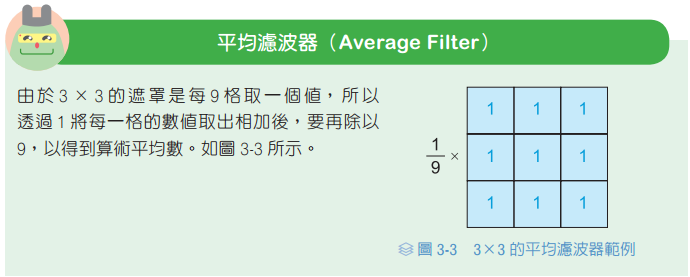 平均濾波器（Average Filter）
由於 3 × 3 的遮罩是每 9 格取一個值，所以
透過 1 將每一格的數值取出相加後，要再除以
9，以得到算術平均數。如圖 3-3 所示。
1/9 ×
1 1 1
1 1 1
1 1 1
圖 3-3　3×3 的平均濾波器範例